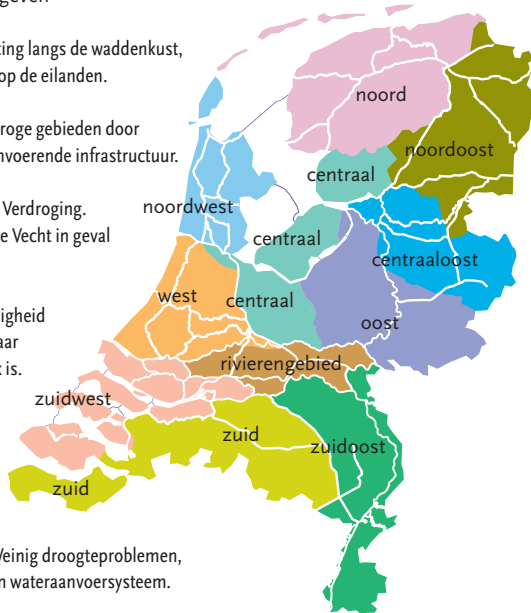 geven
ting langs de waddenkust,
op de eilanden.
roge gebieden door
nvoerende infrastructuur.
Verdroging.
e Vecht in geval
igheid
aar
is.
Weinig droogteproblemen,
n wateraanvoersysteem.
noord
noordoost
centraal
noordwest
centraal
centraaloost
west
centraal
oost
rivierengebied
zuidwest
zuid
zuidoost
zuid